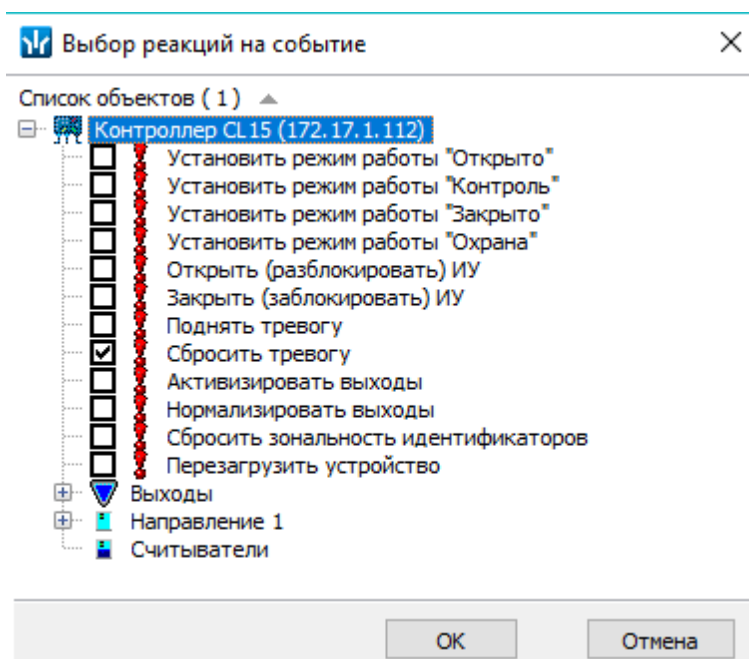 Выбор реакций на событие
Список объектов ( 1 )
Контроллер CL15 (172.17.1.112)
Установить режим работы "Открыто"
Установить режим работы "Контроль"
Установить режим работы "Закрыто"
Установить режим работы "Охрана"
Открыть (разблокировать) ИУ
Закрыть (заблокировать) ИУ
Поднять тревогу
Сбросить тревогу
Активизировать выходы
Нормализировать выходы
Сбросить зональность идентификаторов
Перезагрузить устройство
Выходы
Направление 1
Считыватели
OK Отмена